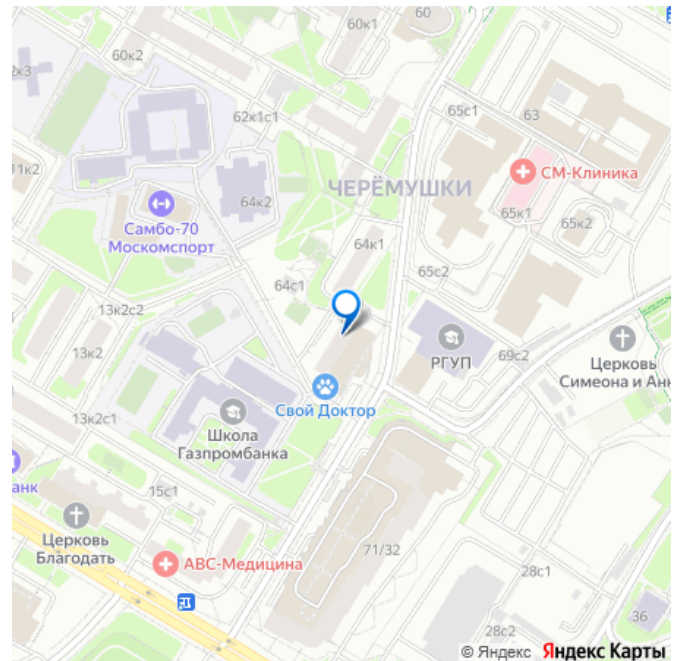 60к1
60
60к2
2к3
62к1с1
65с1
63
11к2
СМ-Клиника
ЧЕРЁМУШКИ
64к2
65к1
65к2
Самбо-70
Москомспорт
64к1
64с1
65с2
13к2с2
13к2
РГУП
69с2
Церковь
Симеона и Анн
Свой Доктор
13к2с1
Школа
Газпромбанка
анк
15с1
Церковь
Благодать
АВС-Медицина
71/32
28с1
36
28с2
© Яндекс Яндекс Карты